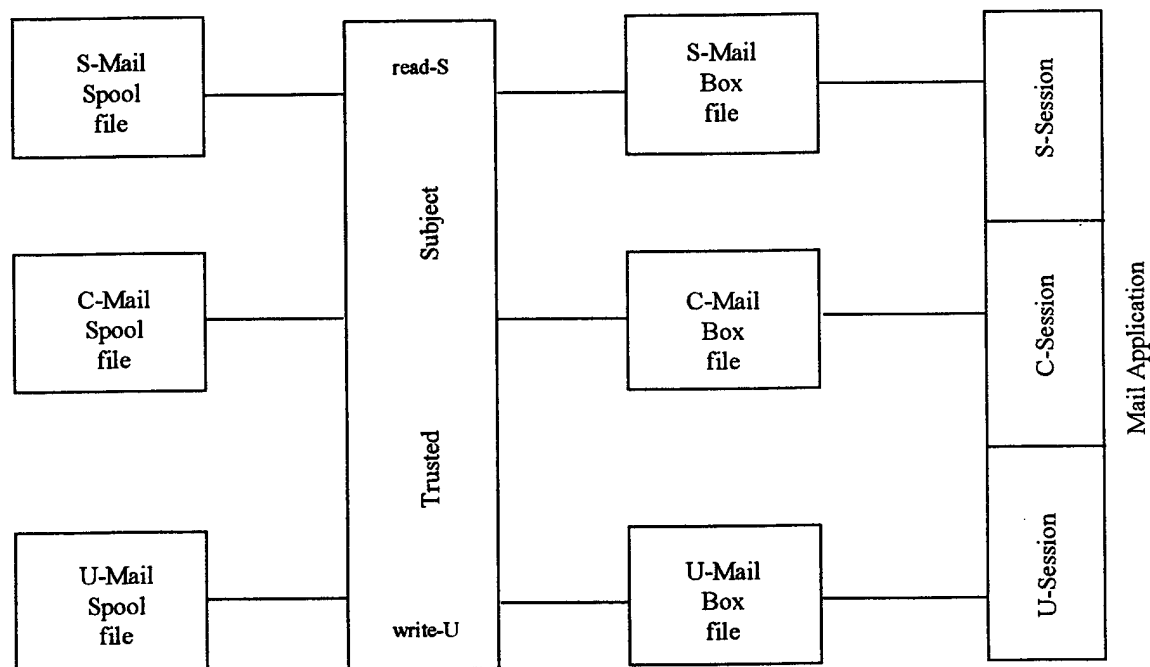 S-Mail
Spool
file
read-S
S-Mail
Box
file
S-Session
Subject
C-Mail
Spool
file
C-Mail
Box
file
C-Session
Mail Application
Trusted
U-Mail
Spool
file
write-U
U-Mail
Box
file
U-Session